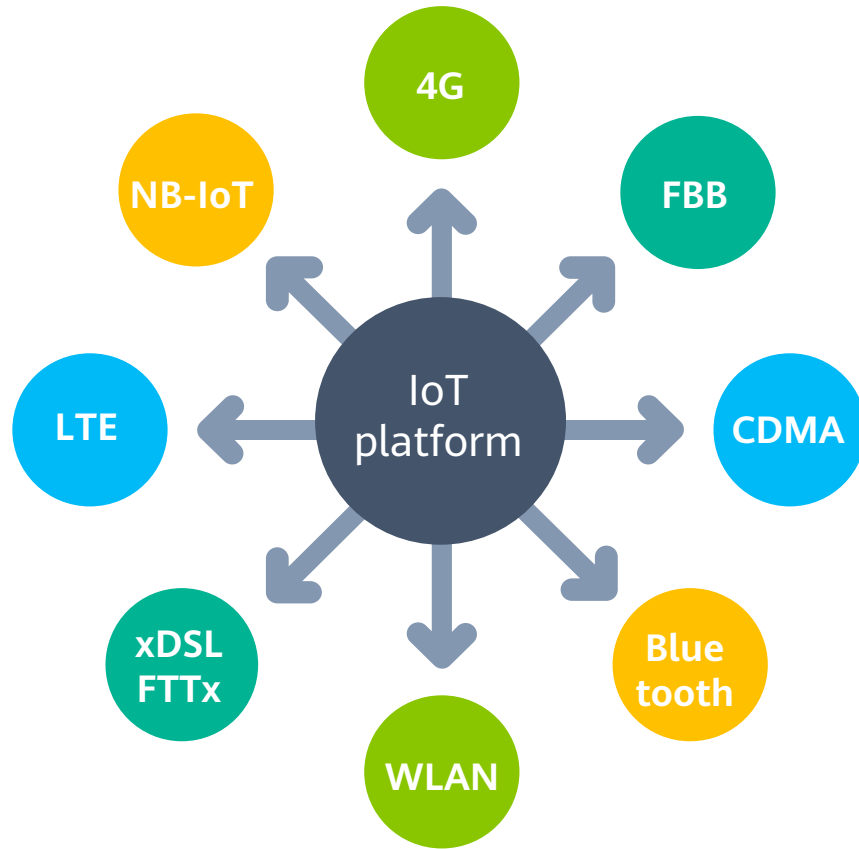 4G
NB-IoT
FBB
IoT
platform
LTE
CDMA
xDSL
FTTx
Blue
tooth
WLAN